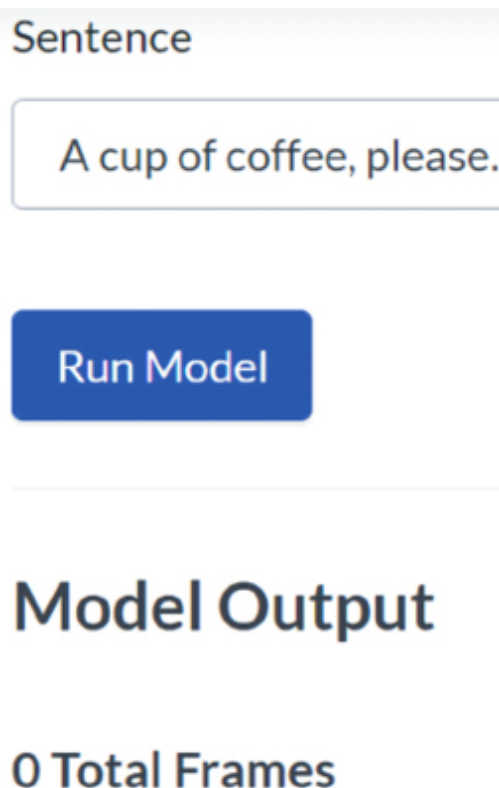 Sentence
A cup of coffee, please.
Run Model
Model Output
0 Total Frames